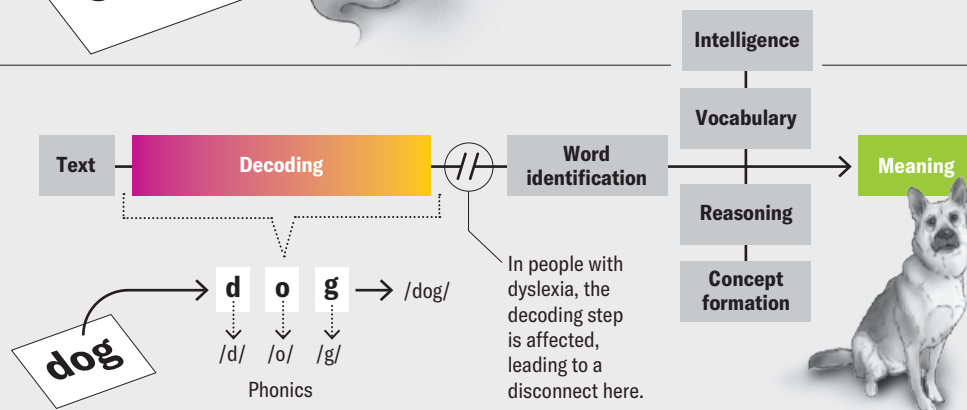 Intelligence
Vocabulary
Text
Decoding
//
Word
identification
Meaning
Reasoning
Concept
formation
d o g
/dog/
/d/ /o/ /g/
Phonics
dog
In people with
dyslexia, the
decoding step
is affected,
leading to a
disconnect here.